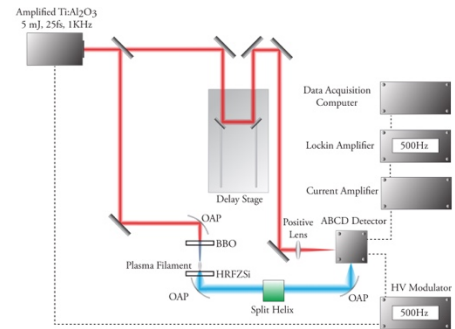 Amplified Ti:Al2O3
5 mJ, 25fs, 1KHz
Data Acquisition
Computer
Lockin Amplifier
500Hz
Current Amplifier
Delay Stage
OAP
Positive
Lens
ABCD Detector
BBO
Plasma Filament
HRFZSi
OAP
Split Helix
OAP
HV Modulator
500Hz